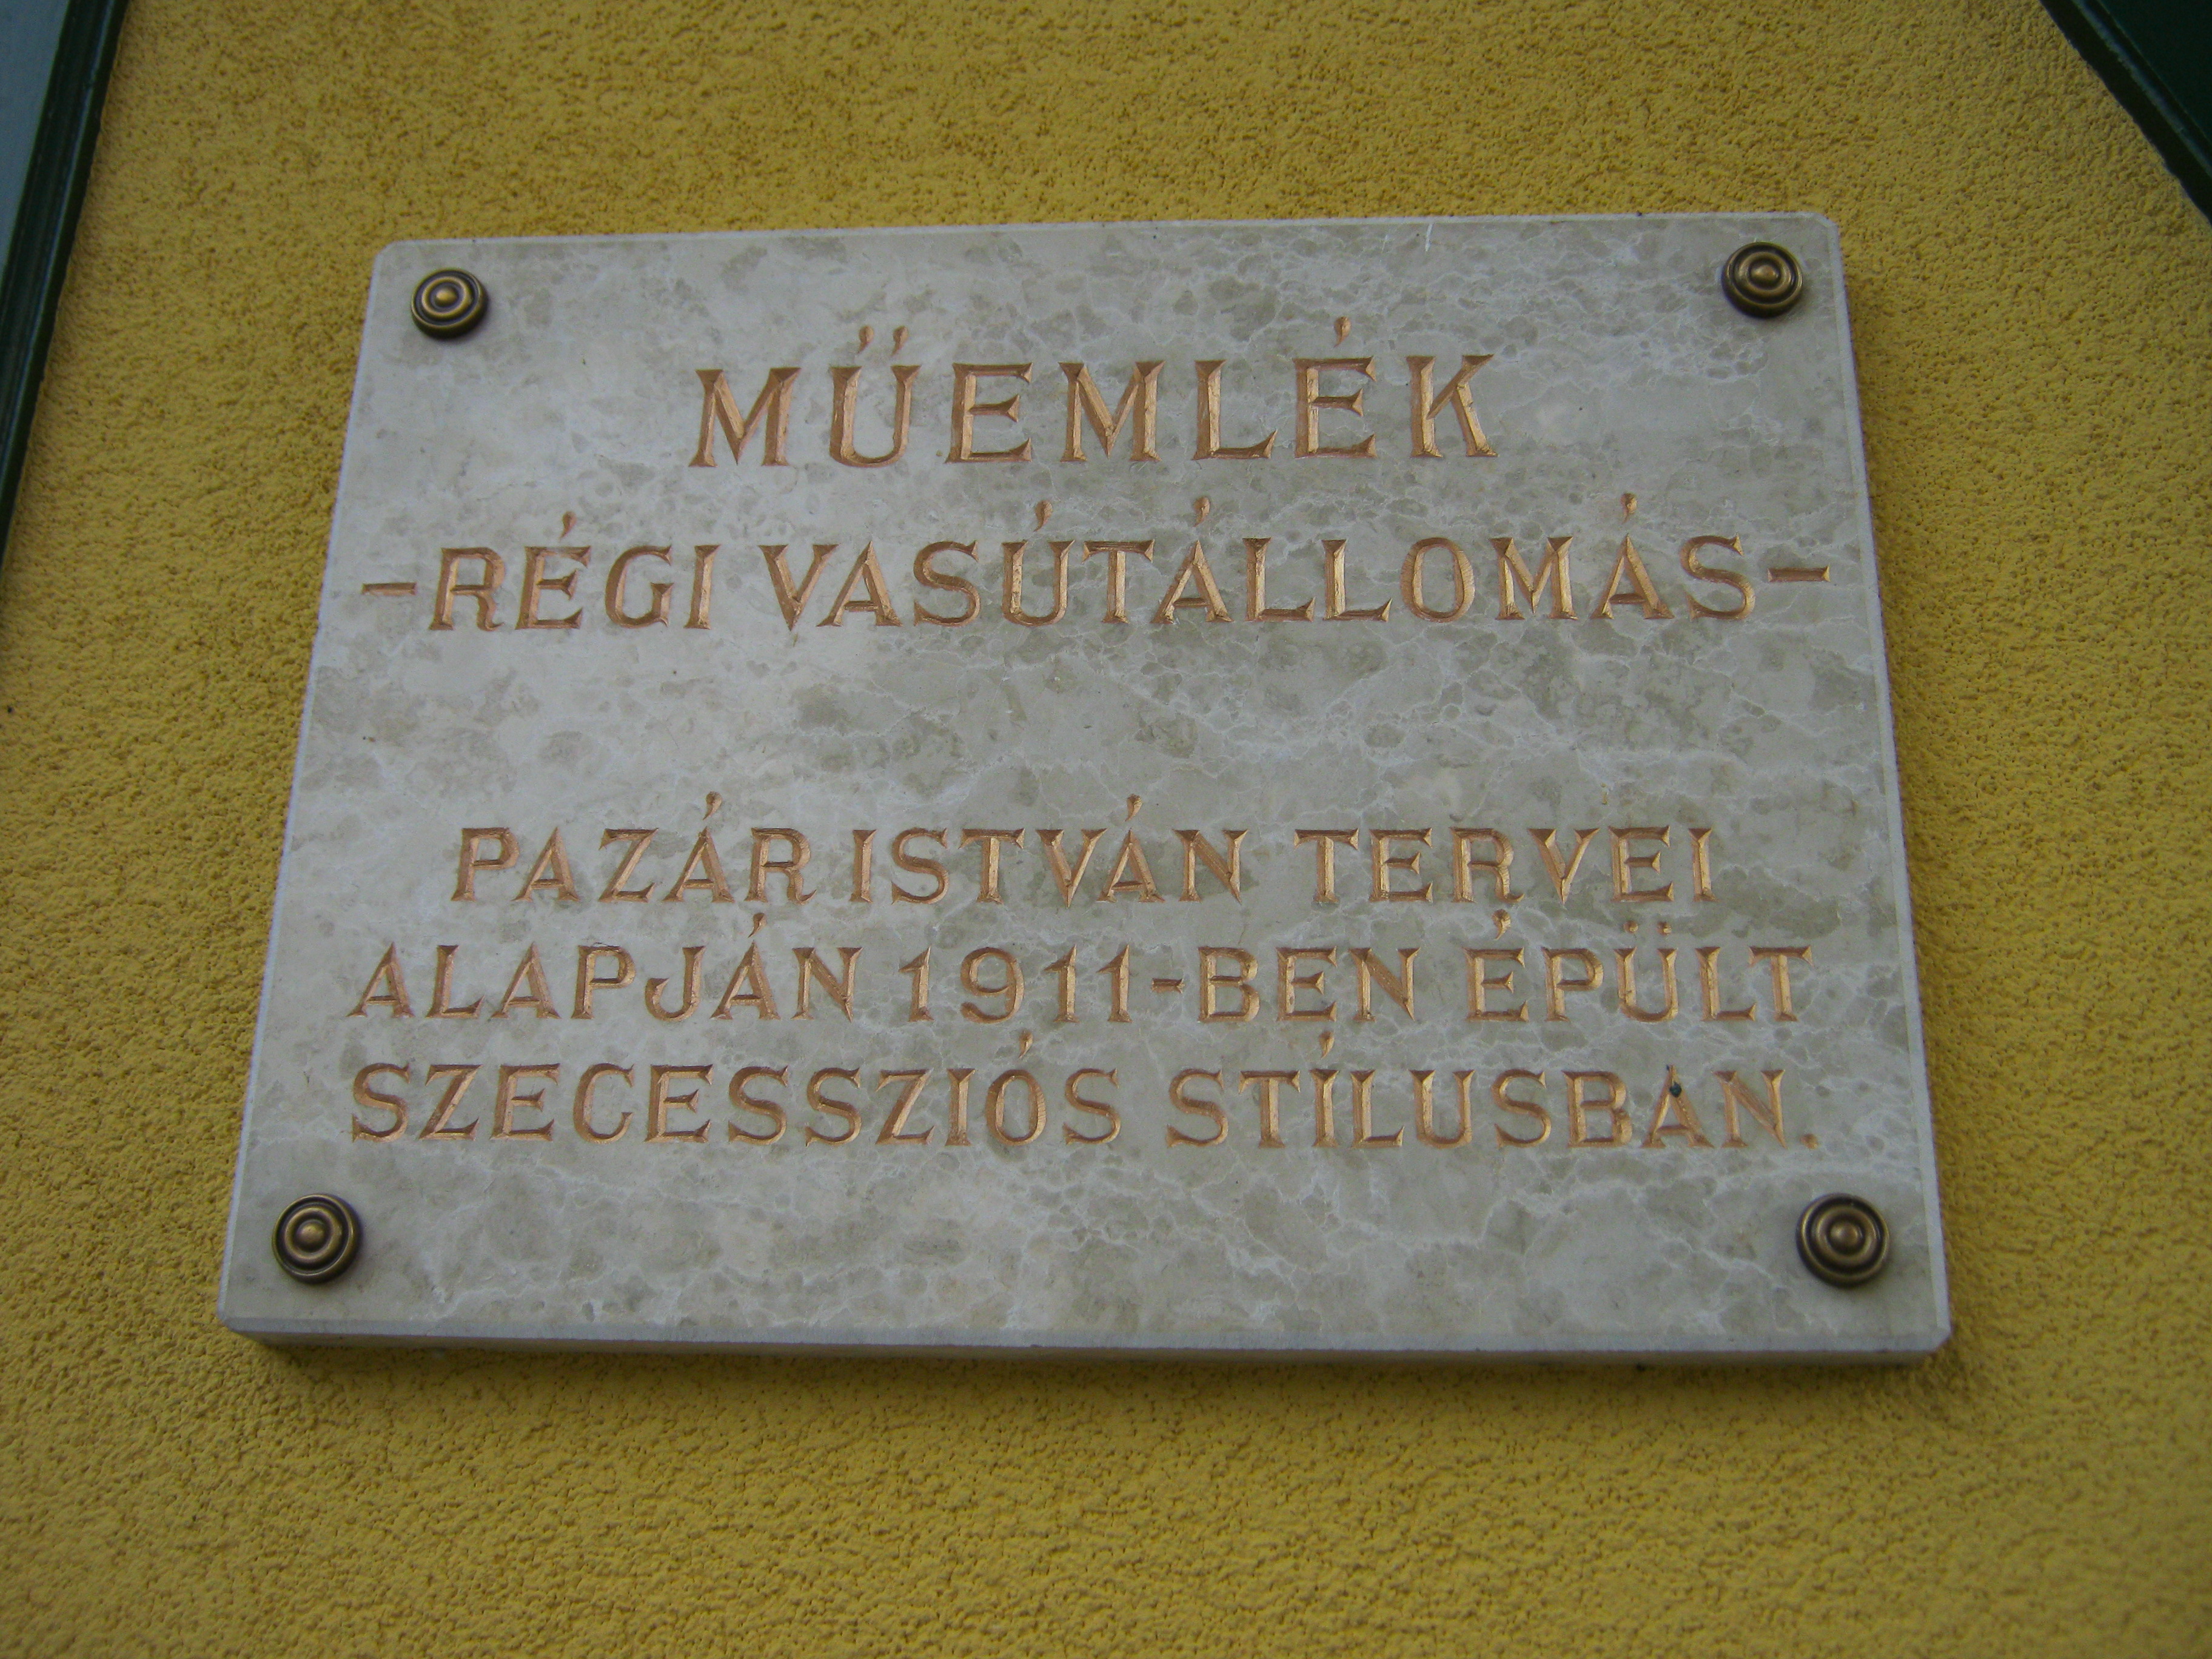 MŰEMLÉK
-RÉGI VASÚTÁLLOMÁS-
PAZÁR ISTVÁN TERVEI
ALAPJÁN 1911-BEN ÉPÜLT
SZECESSZIÓS STÍLUSBAN.